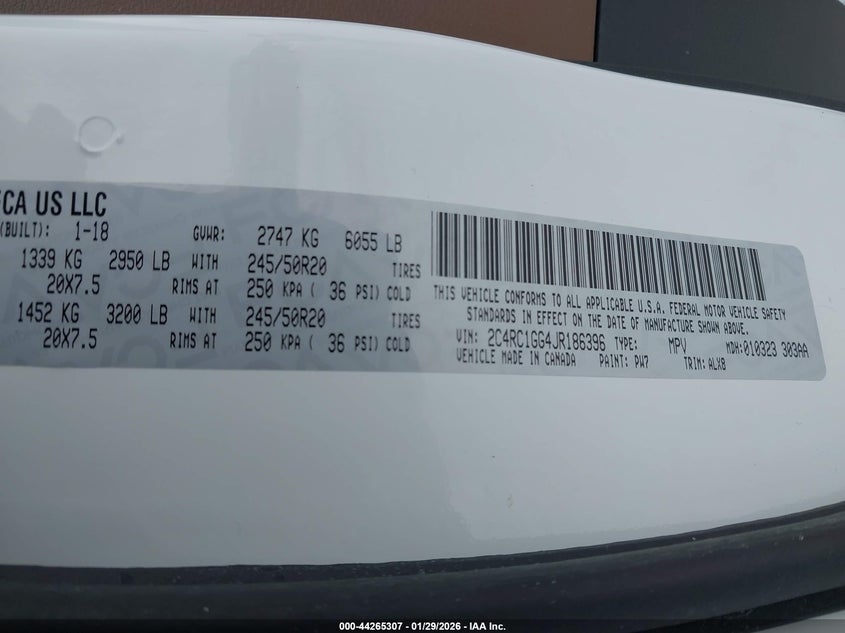 FCA US LLC
(BUILT): 1-18 GVWR: 2747 KG 6055 LB
1339 KG 2950 LB WITH 245/50R20 TIRES
20X7.5 RIMS AT 250 KPA ( 36 PSI) COLD
1452 KG 3200 LB WITH 245/50R20 TIRES
20X7.5 RIMS AT 250 KPA ( 36 PSI) COLD
THIS VEHICLE CONFORMS TO ALL APPLICABLE U.S.A. FEDERAL MOTOR VEHICLE SAFETY
STANDARDS IN EFFECT ON THE DATE OF MANUFACTURE SHOWN ABOVE.
VIN: 2C4RC1GG4JR186396 TYPE: MPV MDH:010323 303AA
VEHICLE MADE IN CANADA PAINT: PW7 TRIM: ALX8
000-44265307 - 01/29/2026 - IAA Inc.